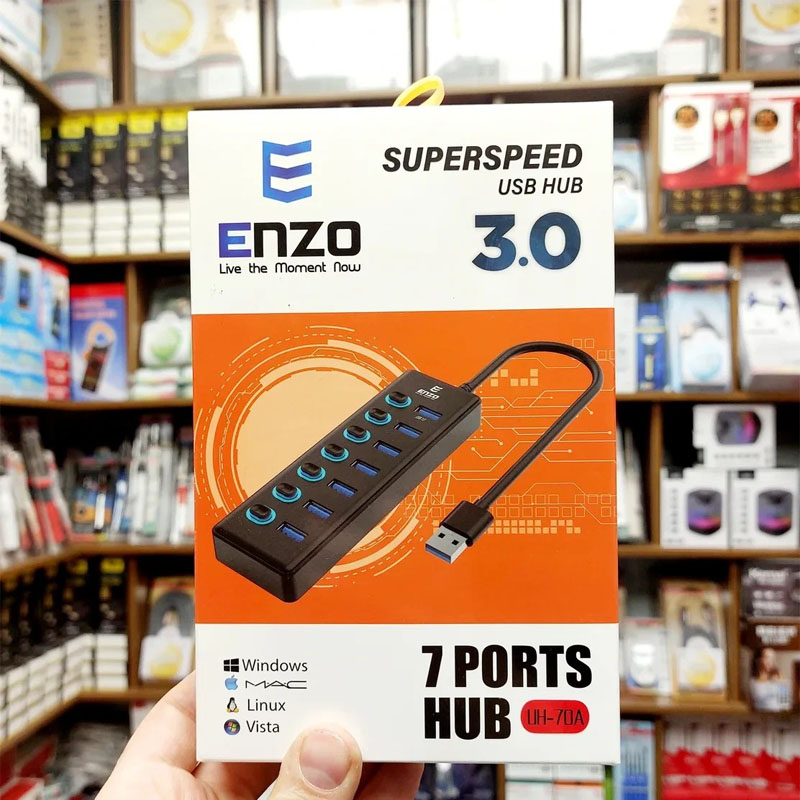 SUPERSPEED
USB HUB
3.0
ENZO
Live the Moment Now
ENZO
Windows
MAC
Linux
Vista
7 PORTS
HUB
UH-70A